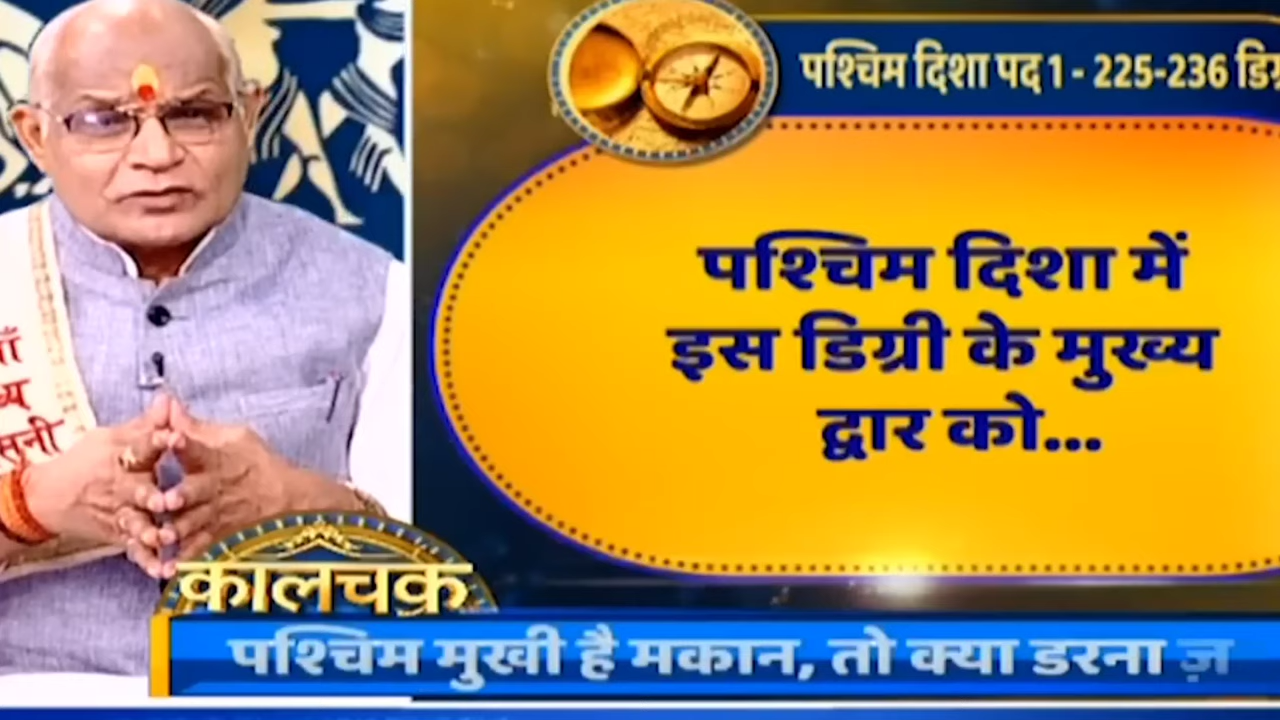 पश्चिम दिशा पद 1 - 225-236
पश्चिम दिशा में
इस डिग्री के मुख्य
द्वार को...
कालचक्र
पश्चिम मुखी है मकान, तो क्या डरना